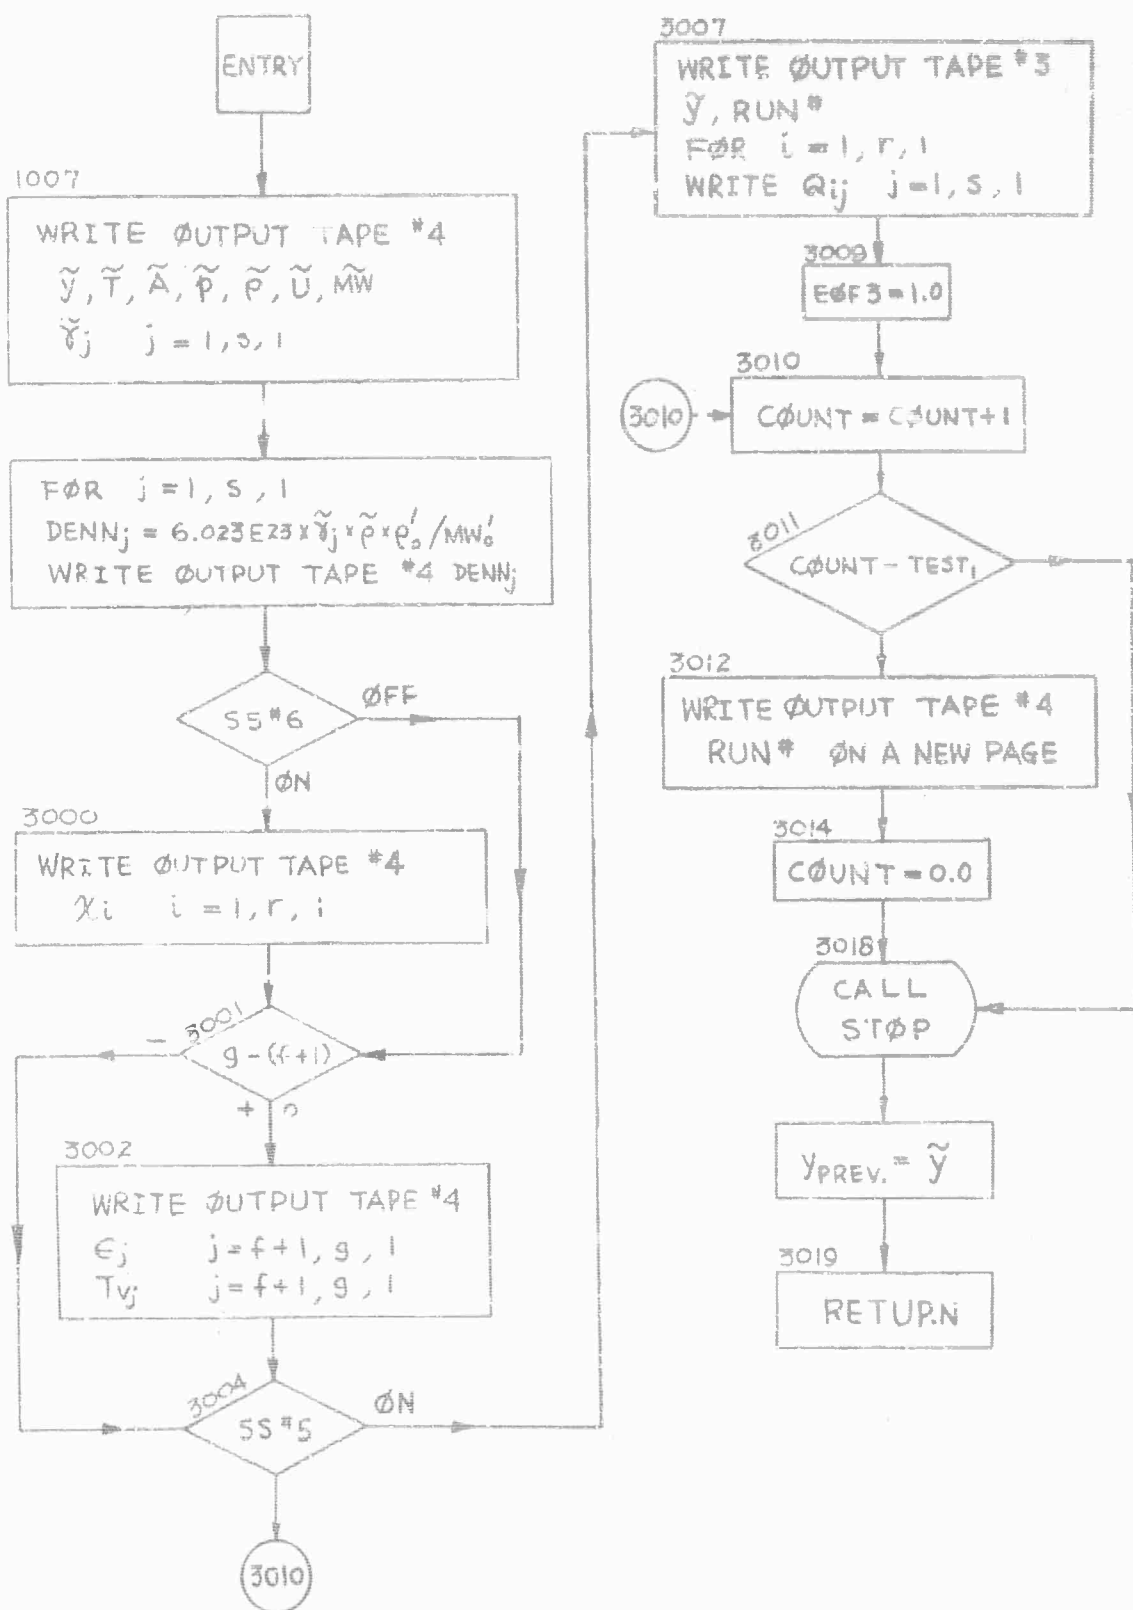 ENTRY
1007
WRITE ØUTPUT TAPE #4
ỹ, T̃, Ã, p̃, ρ̃, Ũ, M̃W̃
γ̃j j = 1, s, 1
FØR j = 1, S, 1
DENNj = 6.023E23 × γ̃j × ρ̃ × ρ'o / MW'o
WRITE ØUTPUT TAPE #4 DENNj
SS #6
ØFF
ØN
3000
WRITE ØUTPUT TAPE #4
χi i = 1, r, 1
3001
g - (f+1)
-
+ 0
3002
WRITE ØUTPUT TAPE #4
Єj j = f+1, g, 1
Tvj j = f+1, g, 1
3004
SS #5
ØN
3010
3007
WRITE ØUTPUT TAPE #3
ỹ, RUN #
FØR i = 1, r, 1
WRITE Qij j = 1, S, 1
3009
EØF3 = 1.0
3010
3010
CØUNT = CØUNT+1
3011
CØUNT - TEST1
3012
WRITE ØUTPUT TAPE #4
RUN # ØN A NEW PAGE
3014
CØUNT = 0.0
3018
CALL
STØP
yPREV. = ỹ
3019
RETURN